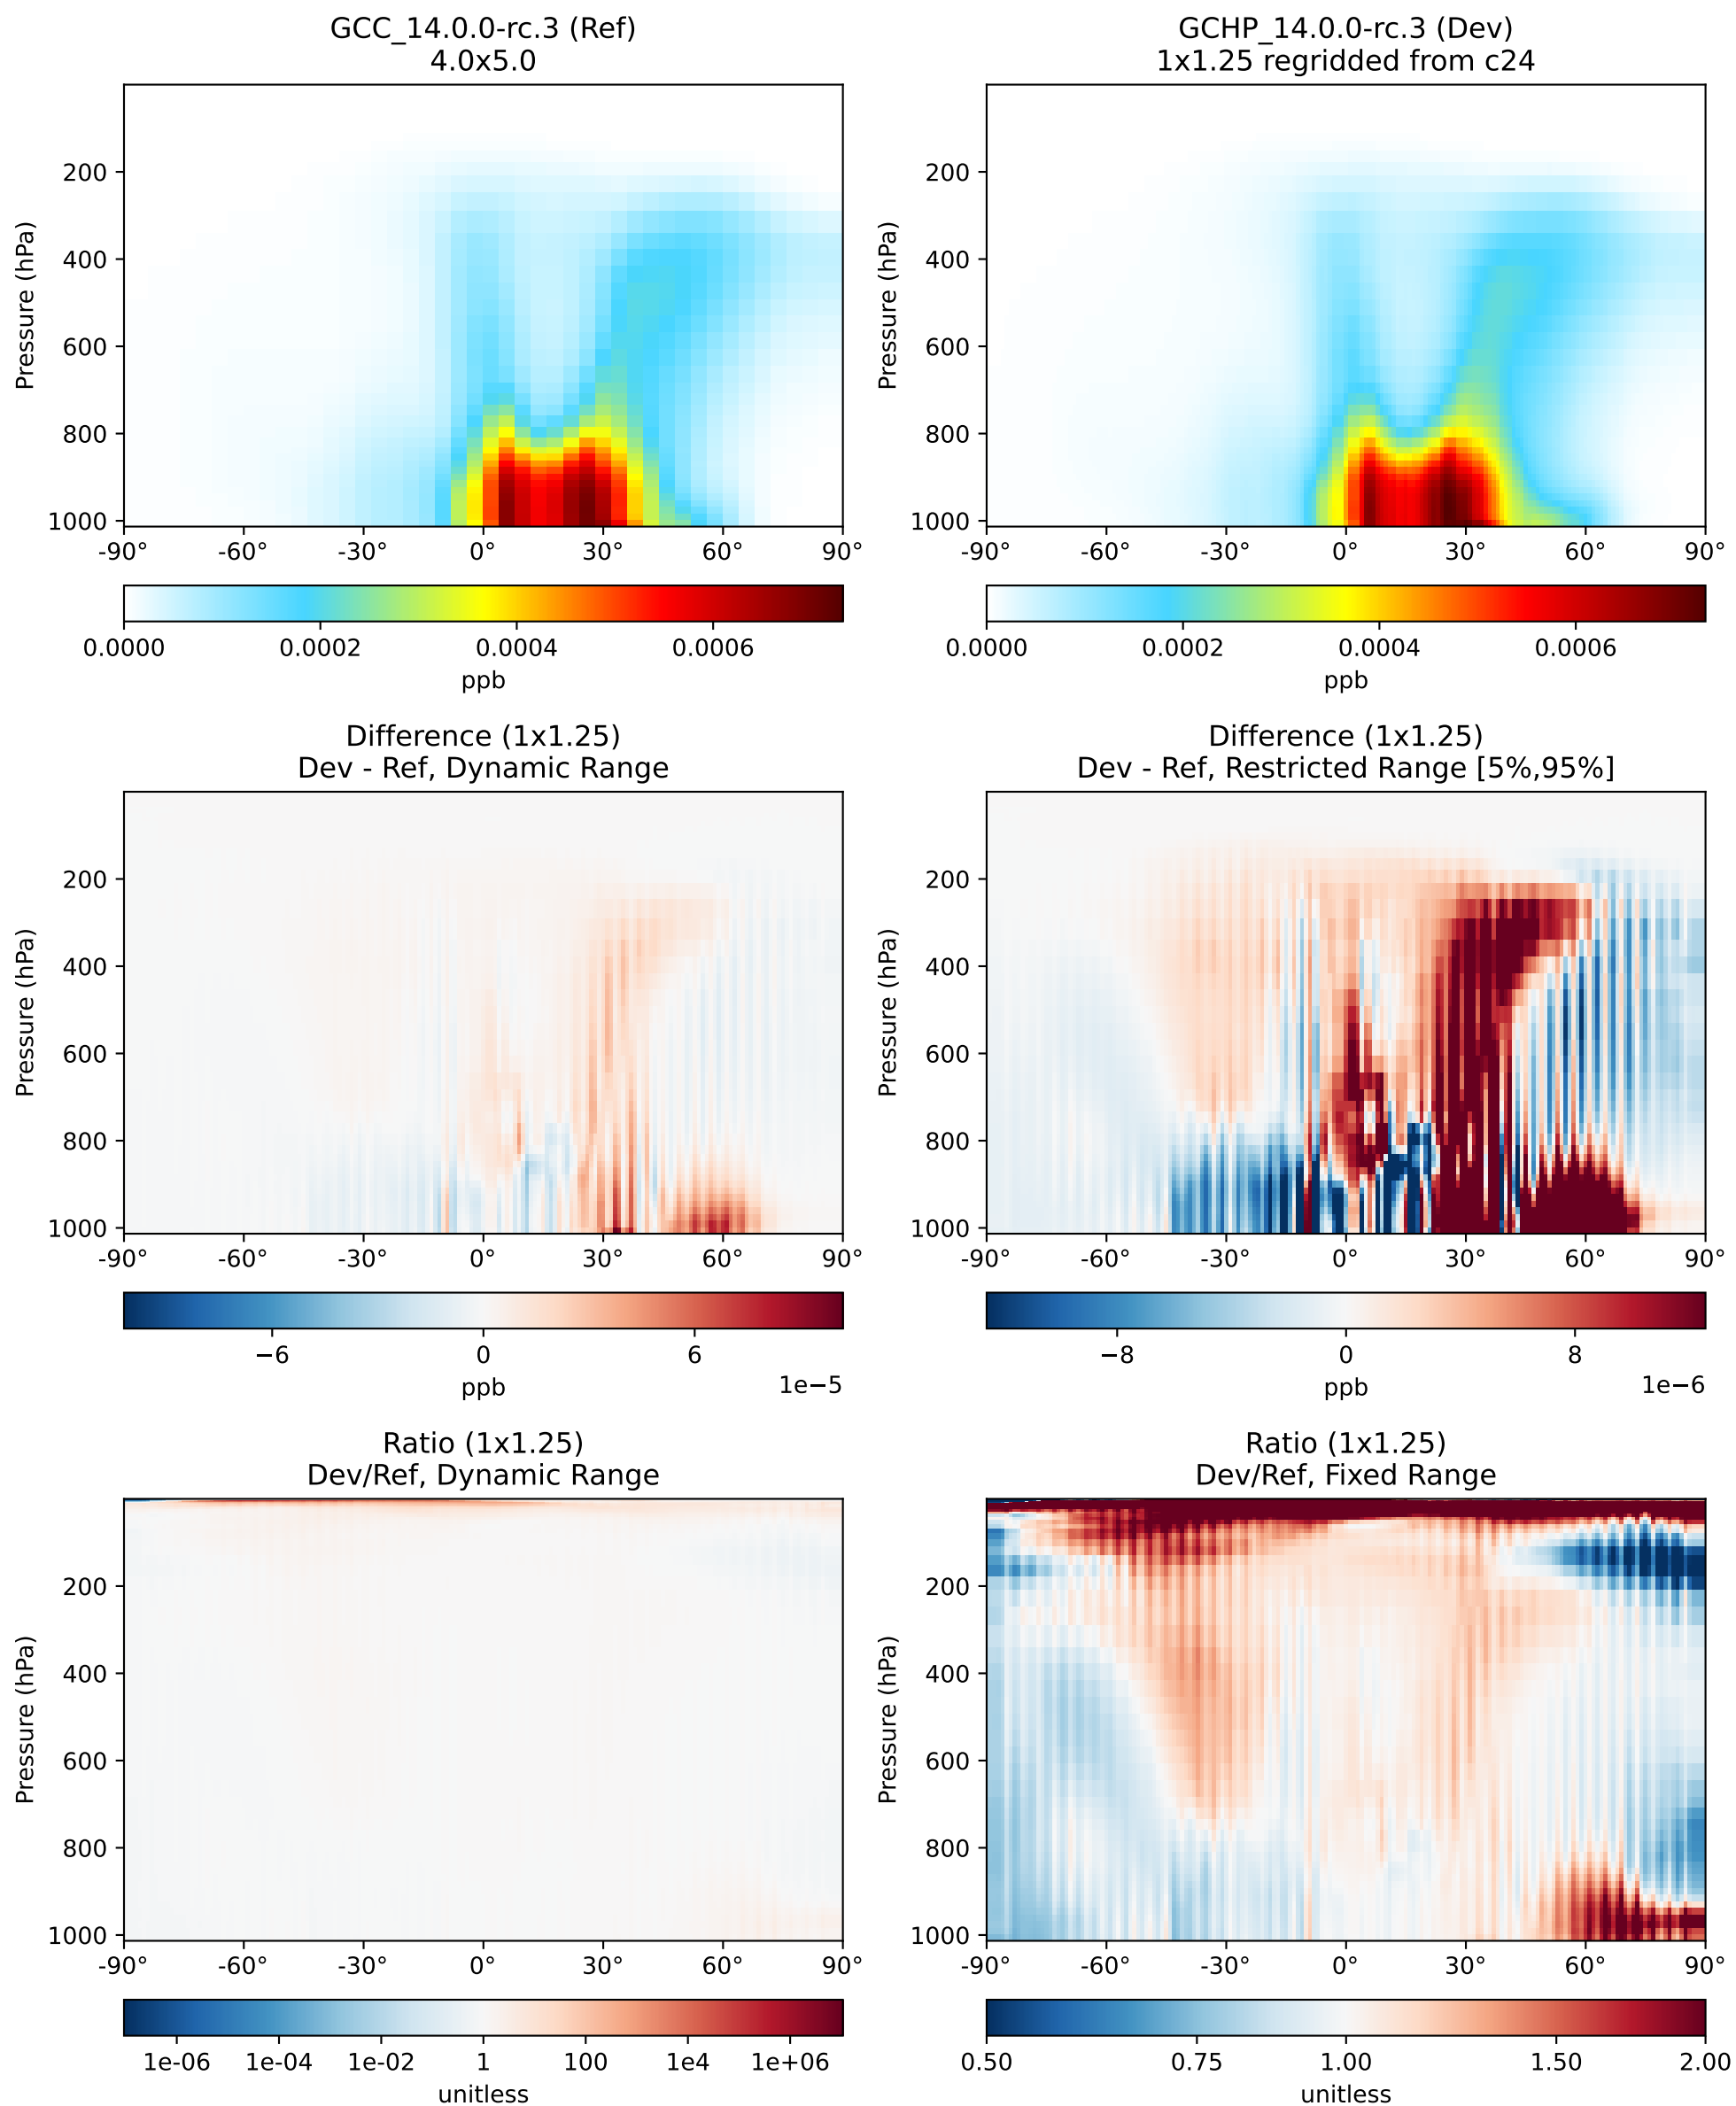 GCC_14.0.0-rc.3 (Ref)
4.0x5.0
GCHP_14.0.0-rc.3 (Dev)
1x1.25 regridded from c24
Pressure (hPa)
200
400
600
800
1000
-90° -60° -30° 0° 30° 60° 90°
0.0000 0.0002 0.0004 0.0006
ppb
Pressure (hPa)
200
400
600
800
1000
-90° -60° -30° 0° 30° 60° 90°
0.0000 0.0002 0.0004 0.0006
ppb
Difference (1x1.25)
Dev - Ref, Dynamic Range
Difference (1x1.25)
Dev - Ref, Restricted Range [5%,95%]
Pressure (hPa)
200
400
600
800
1000
-90° -60° -30° 0° 30° 60° 90°
−6 0 6
ppb
1e−5
Pressure (hPa)
200
400
600
800
1000
-90° -60° -30° 0° 30° 60° 90°
−8 0 8
ppb
1e−6
Ratio (1x1.25)
Dev/Ref, Dynamic Range
Ratio (1x1.25)
Dev/Ref, Fixed Range
Pressure (hPa)
200
400
600
800
1000
-90° -60° -30° 0° 30° 60° 90°
1e-06 1e-04 1e-02 1 100 1e4 1e+06
unitless
Pressure (hPa)
200
400
600
800
1000
-90° -60° -30° 0° 30° 60° 90°
0.50 0.75 1.00 1.50 2.00
unitless